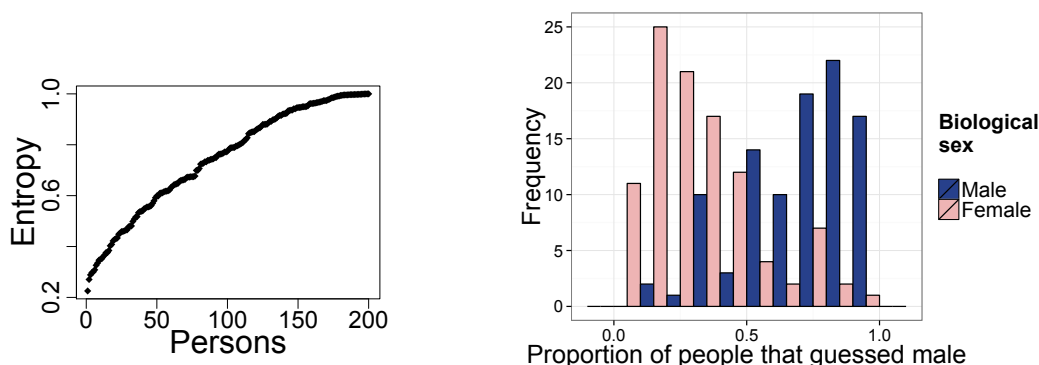 Entropy
1.0
0.6
0.2
0 50 100 150 200
Persons
Frequency
25
20
15
10
5
0
0.0 0.5 1.0
Proportion of people that guessed male
Biological
sex
Male
Female